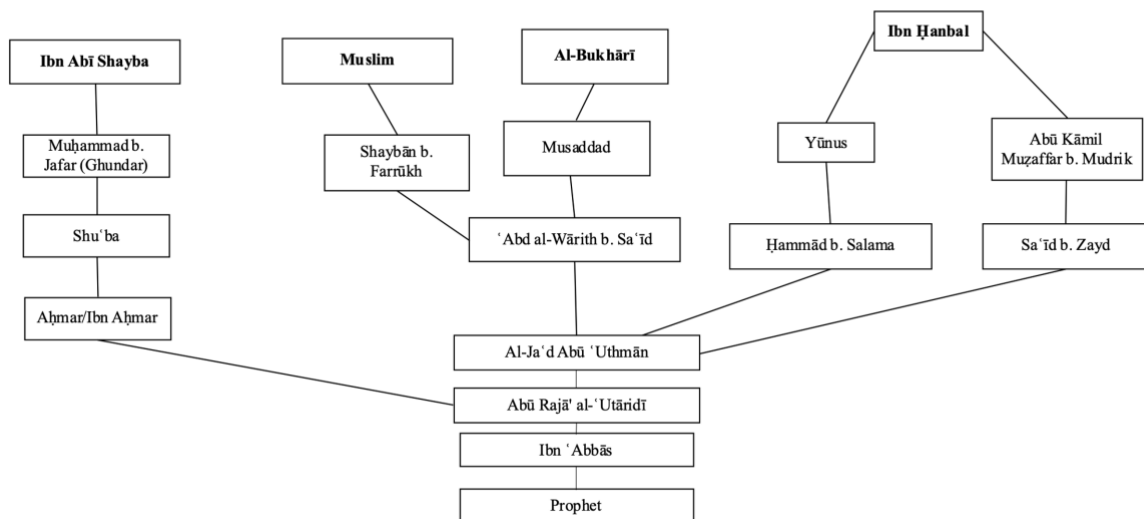 Ibn Abī Shayba
Muslim
Al-Bukhārī
Ibn Ḥanbal
Muḥammad b.
Jafar (Ghundar)
Shaybān b.
Farrūkh
Musaddad
Yūnus
Abū Kāmil
Muẓaffar b. Mudrik
Shuʿba
ʿAbd al-Wārith b. Saʿīd
Ḥammād b. Salama
Saʿīd b. Zayd
Aḥmar/Ibn Aḥmar
Al-Jaʿd Abū ʿUthmān
Abū Rajā' al-ʿUtāridī
Ibn ʿAbbās
Prophet